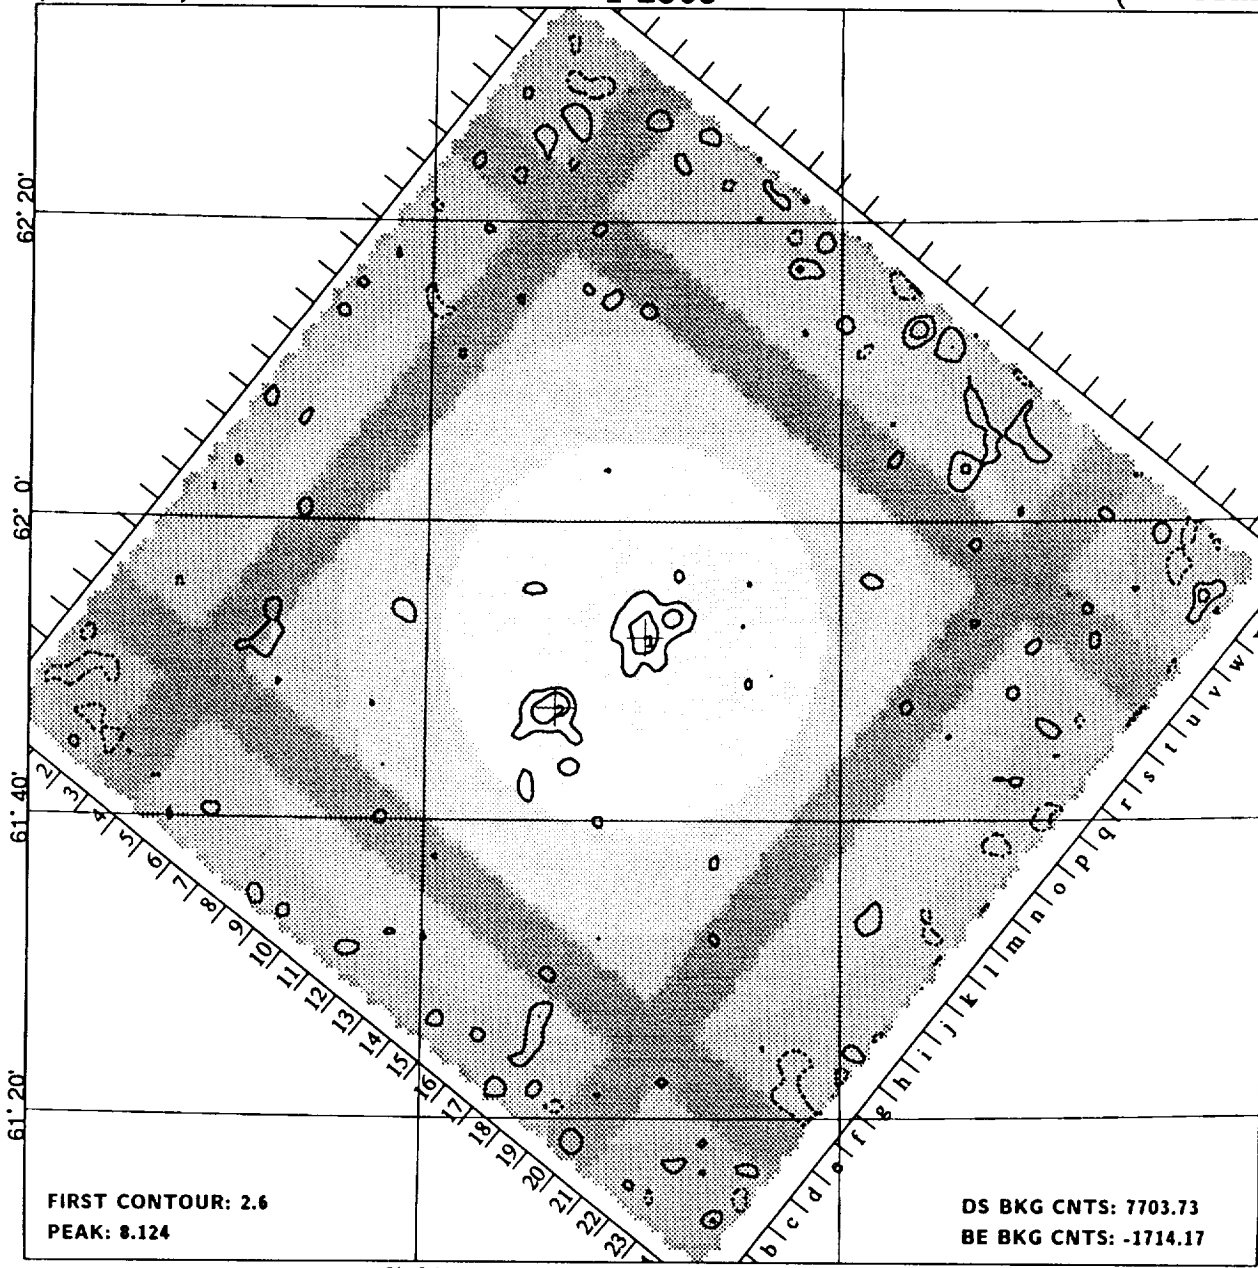 62° 20'
62° 0'
61° 40'
61° 20'
2 3 4 5 6 7 8 9 10 11 12 13 14 15 16 17 18 19 20 21 22 23
b c d e f g h i j k l m n o p q r s t u v w
1
2
FIRST CONTOUR: 2.6
PEAK: 8.124
DS BKG CNTS: 7703.73
BE BKG CNTS: -1714.17